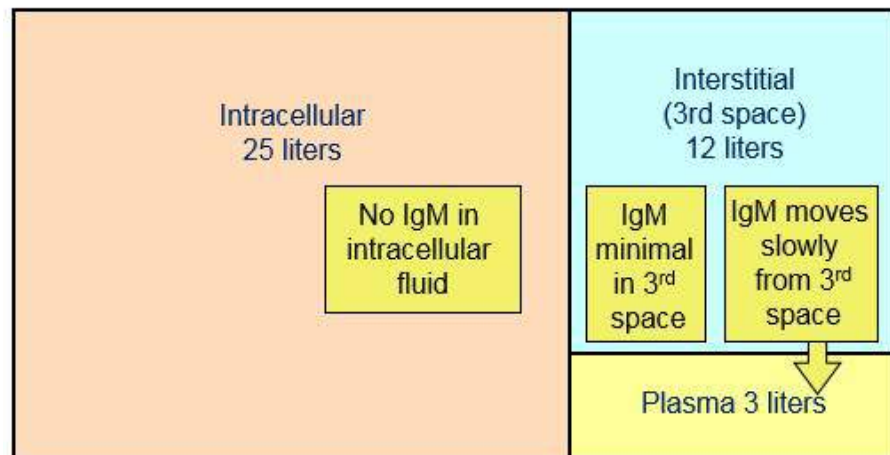 Intracellular
25 liters
Interstitial
(3rd space)
12 liters
No IgM in
intracellular
fluid
IgM
minimal
in 3rd
space
IgM moves
slowly
from 3rd
space
Plasma 3 liters